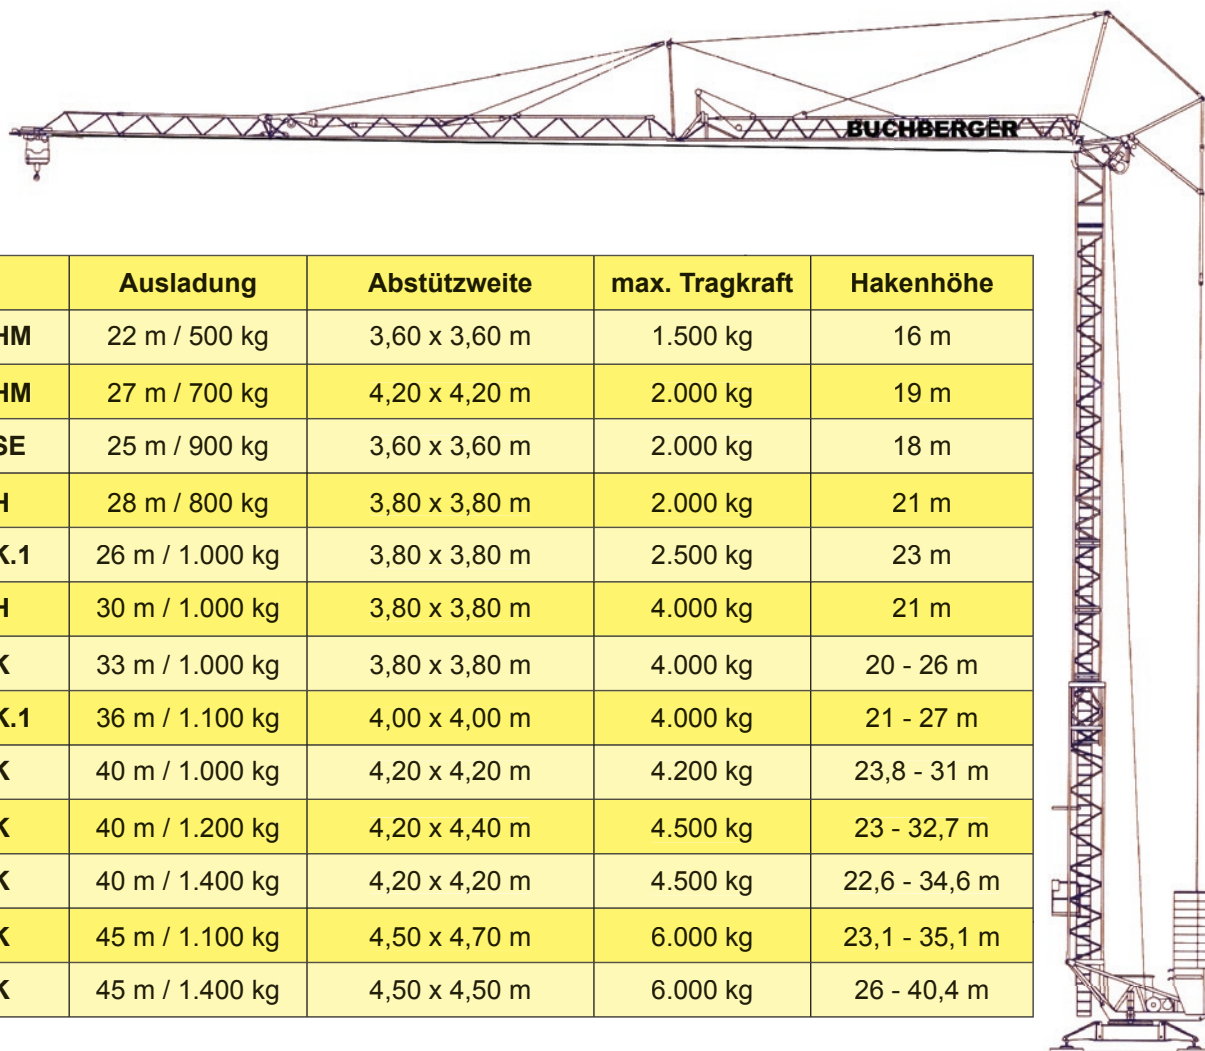 BUCHBERGER
Ausladung Abstützweite max. Tragkraft Hakenhöhe
HM 22 m / 500 kg 3,60 x 3,60 m 1.500 kg 16 m
HM 27 m / 700 kg 4,20 x 4,20 m 2.000 kg 19 m
SE 25 m / 900 kg 3,60 x 3,60 m 2.000 kg 18 m
H 28 m / 800 kg 3,80 x 3,80 m 2.000 kg 21 m
K.1 26 m / 1.000 kg 3,80 x 3,80 m 2.500 kg 23 m
H 30 m / 1.000 kg 3,80 x 3,80 m 4.000 kg 21 m
K 33 m / 1.000 kg 3,80 x 3,80 m 4.000 kg 20 - 26 m
K.1 36 m / 1.100 kg 4,00 x 4,00 m 4.000 kg 21 - 27 m
K 40 m / 1.000 kg 4,20 x 4,20 m 4.200 kg 23,8 - 31 m
K 40 m / 1.200 kg 4,20 x 4,40 m 4.500 kg 23 - 32,7 m
K 40 m / 1.400 kg 4,20 x 4,20 m 4.500 kg 22,6 - 34,6 m
K 45 m / 1.100 kg 4,50 x 4,70 m 6.000 kg 23,1 - 35,1 m
K 45 m / 1.400 kg 4,50 x 4,50 m 6.000 kg 26 - 40,4 m